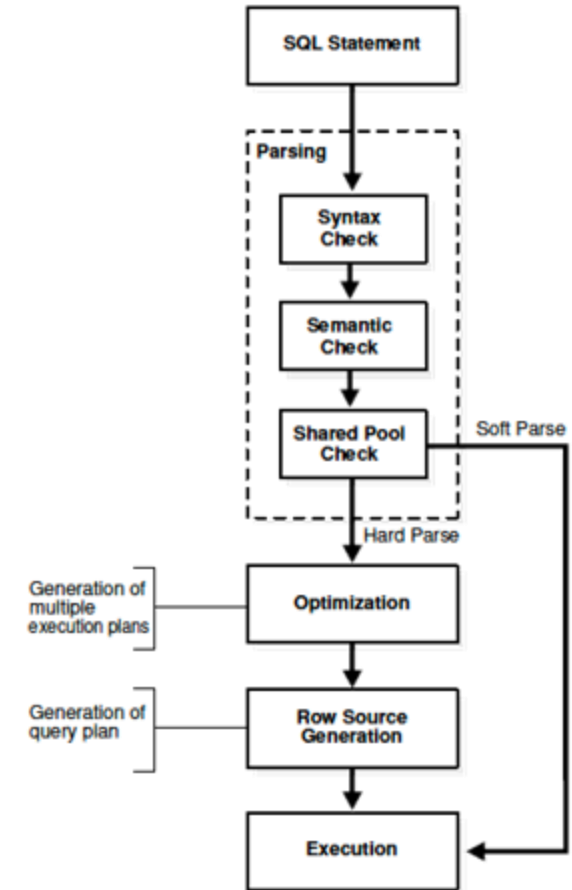 SQL Statement
Parsing
Syntax
Check
Semantic
Check
Shared Pool
Check
Soft Parse
Hard Parse
Generation of
multiple
execution plans
Optimization
Generation of
query plan
Row Source
Generation
Execution